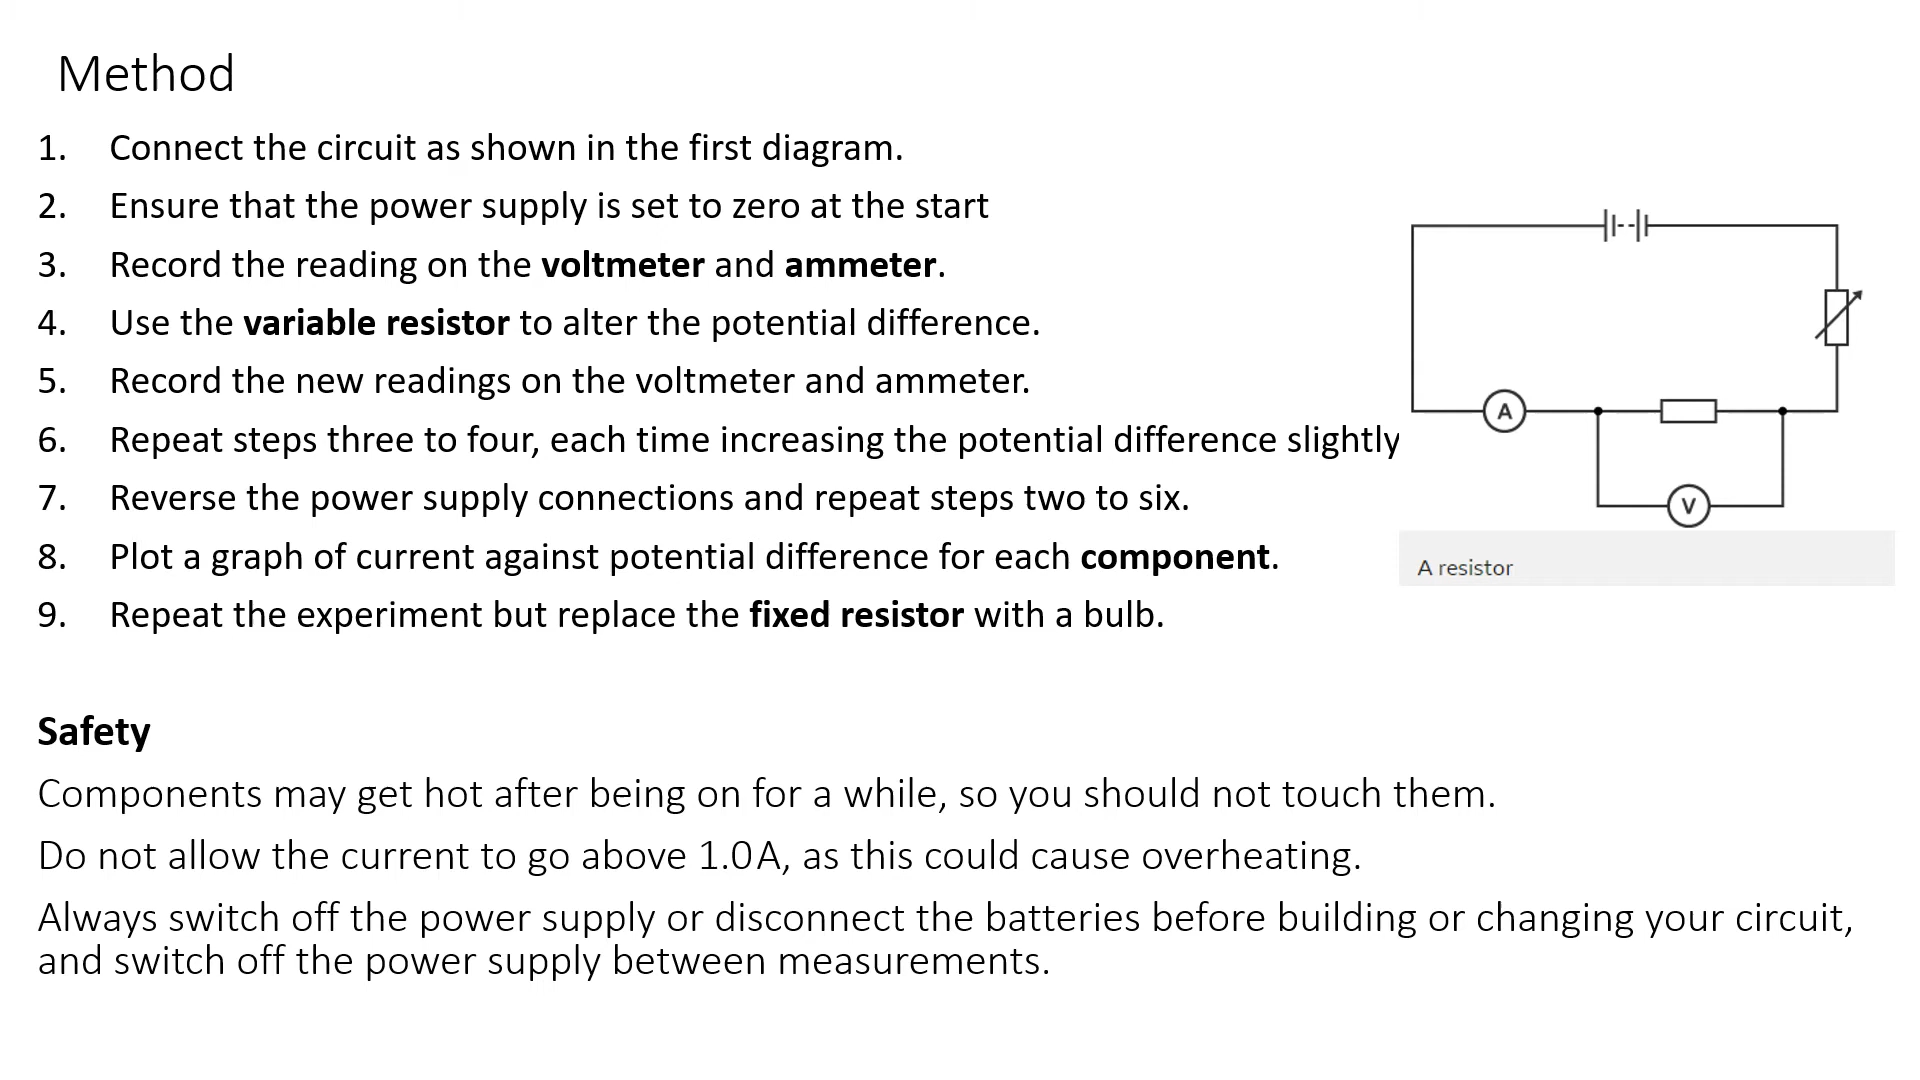 Method
1. Connect the circuit as shown in the first diagram.
2. Ensure that the power supply is set to zero at the start
3. Record the reading on the voltmeter and ammeter.
4. Use the variable resistor to alter the potential difference.
5. Record the new readings on the voltmeter and ammeter.
6. Repeat steps three to four, each time increasing the potential difference slightly
7. Reverse the power supply connections and repeat steps two to six.
8. Plot a graph of current against potential difference for each component.
9. Repeat the experiment but replace the fixed resistor with a bulb.
A
V
A resistor
Safety
Components may get hot after being on for a while, so you should not touch them.
Do not allow the current to go above 1.0 A, as this could cause overheating.
Always switch off the power supply or disconnect the batteries before building or changing your circuit,
and switch off the power supply between measurements.